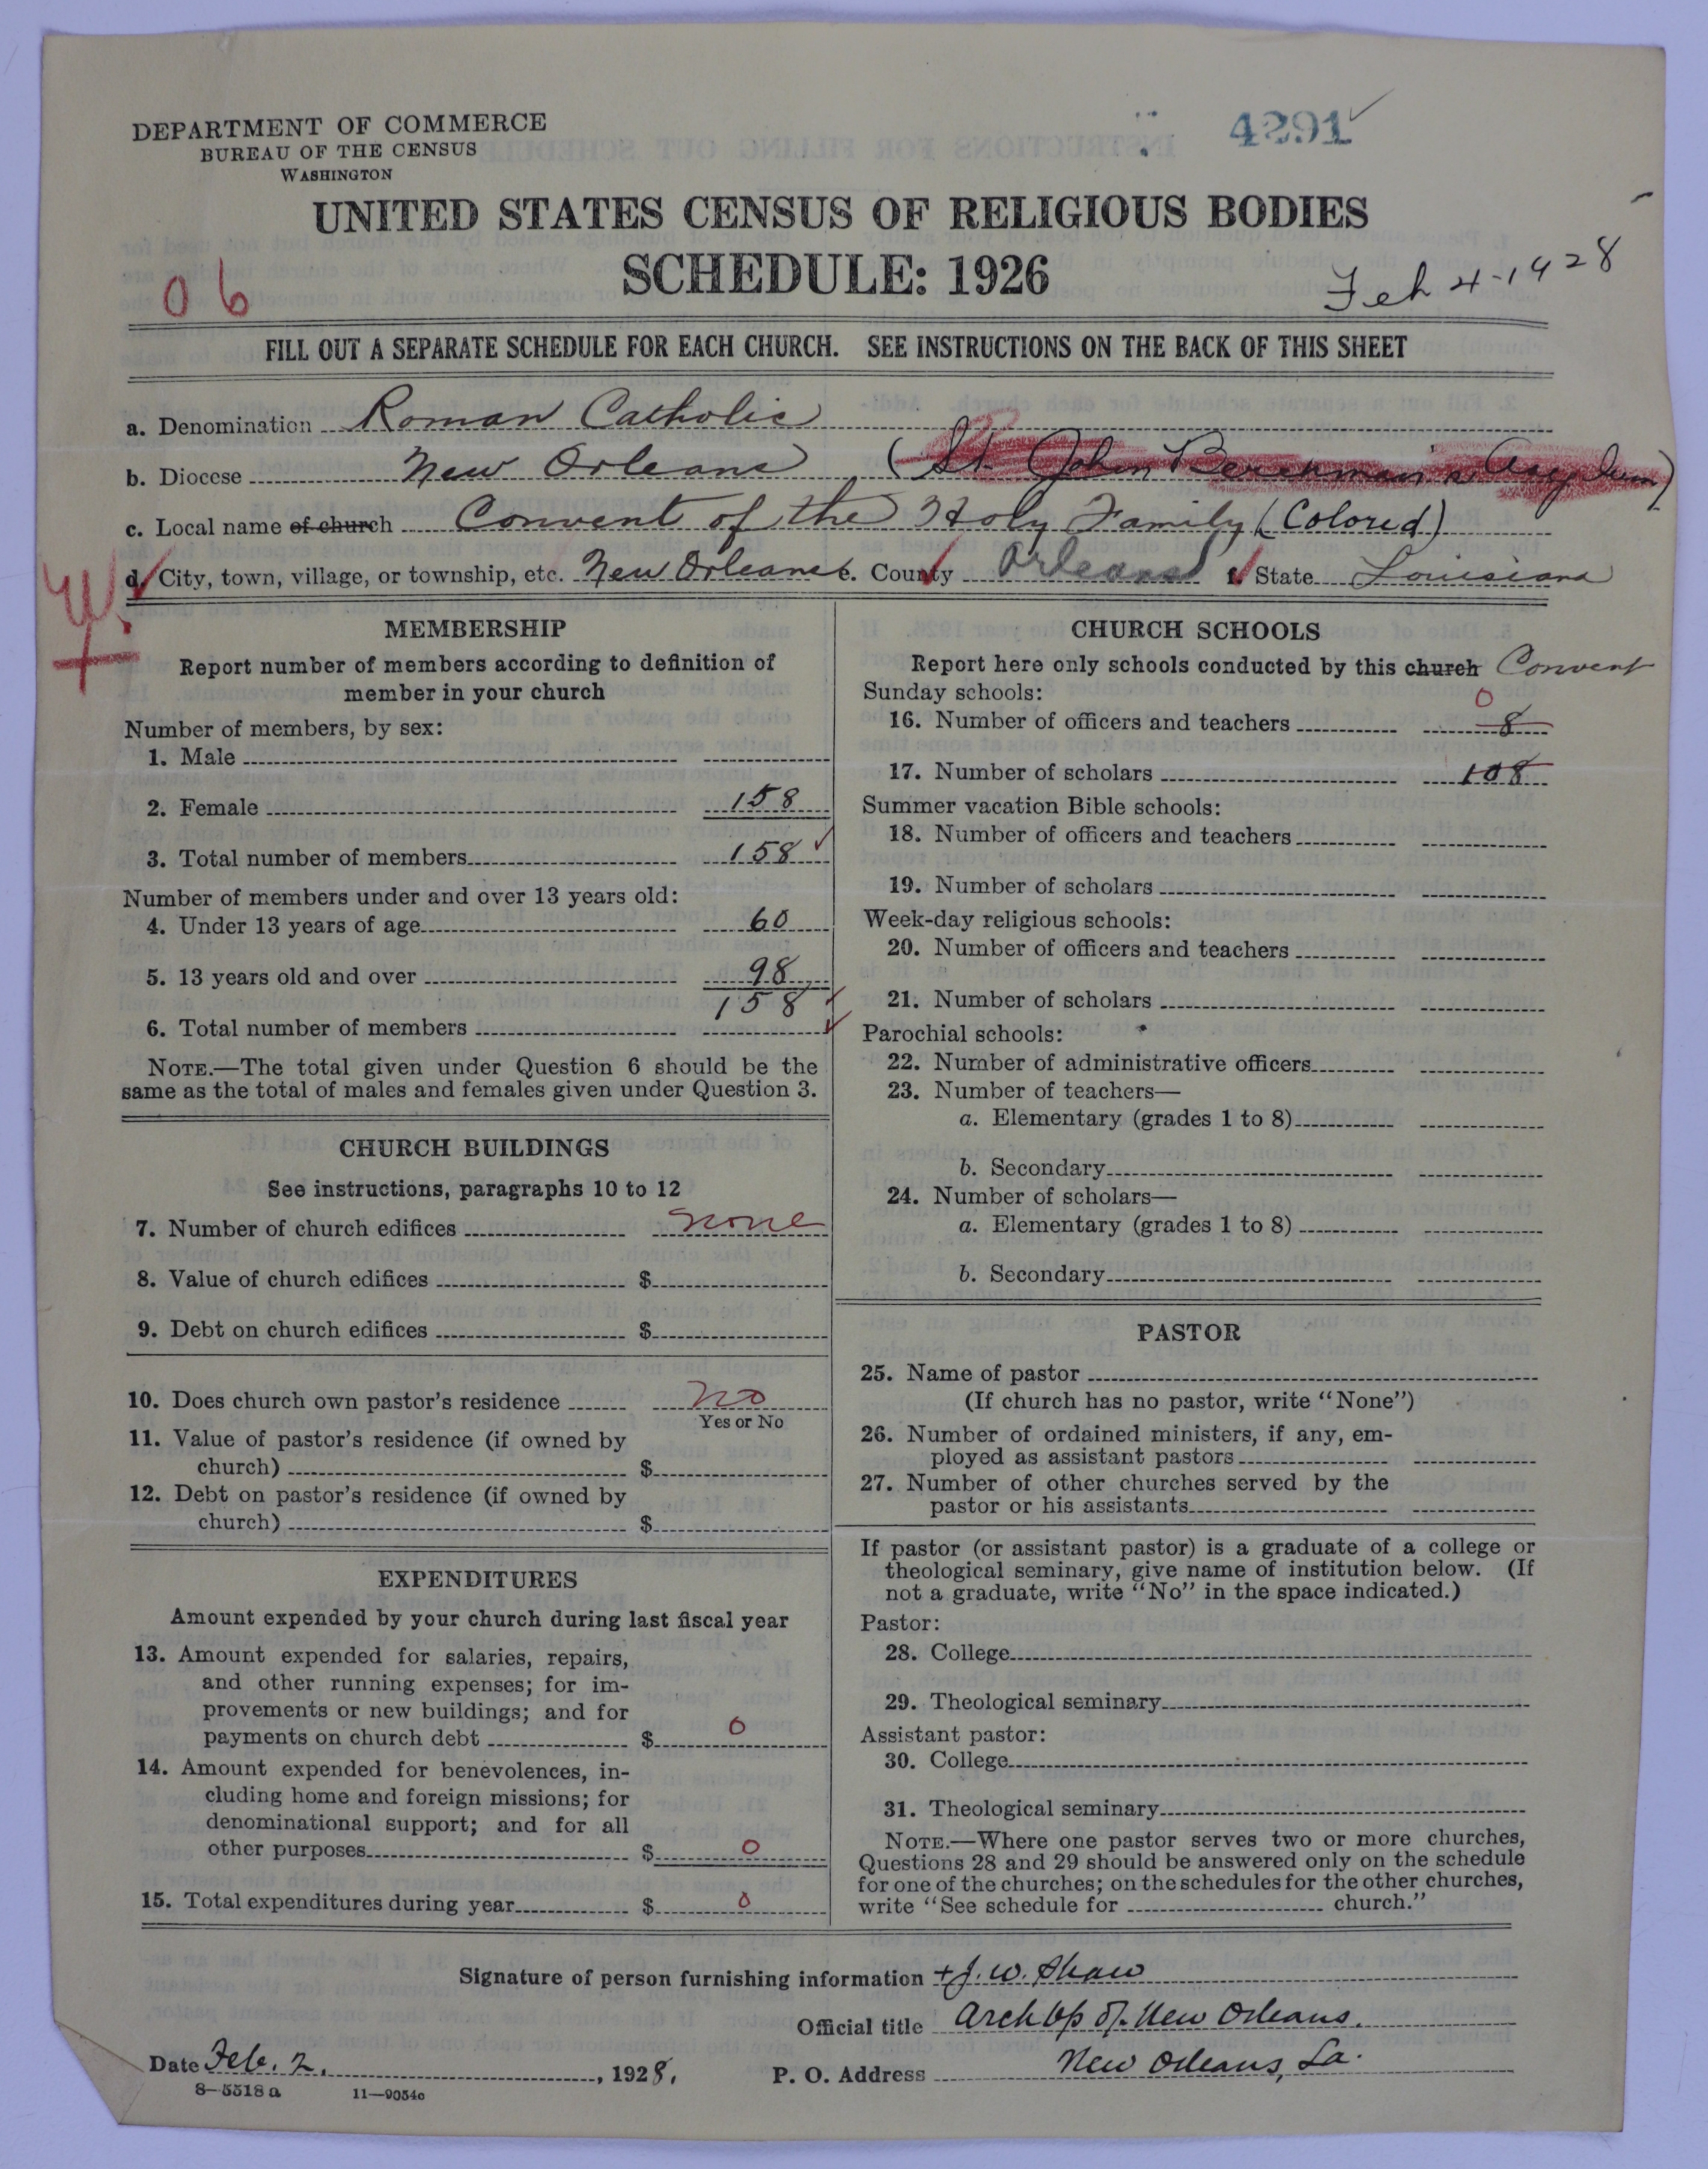 DEPARTMENT OF COMMERCE
BUREAU OF THE CENSUS
WASHINGTON
4291
UNITED STATES CENSUS OF RELIGIOUS BODIES
SCHEDULE: 1926
06
Feb 4-1928
FILL OUT A SEPARATE SCHEDULE FOR EACH CHURCH. SEE INSTRUCTIONS ON THE BACK OF THIS SHEET
a. Denomination Roman Catholic
b. Diocese New Orleans (St. John Berchman's Asylum)
c. Local name of church Convent of the Holy Family (Colored)
d. City, town, village, or township, etc. New Orleans e. County Orleans f. State Louisiana
MEMBERSHIP
Report number of members according to definition of
member in your church
Number of members, by sex:
1. Male
2. Female 158
3. Total number of members 158
Number of members under and over 13 years old:
4. Under 13 years of age 60
5. 13 years old and over 98
6. Total number of members 158
NOTE.—The total given under Question 6 should be the
same as the total of males and females given under Question 3.
CHURCH BUILDINGS
See instructions, paragraphs 10 to 12
7. Number of church edifices none
8. Value of church edifices $
9. Debt on church edifices $
10. Does church own pastor's residence no
Yes or No
11. Value of pastor's residence (if owned by
church) $
12. Debt on pastor's residence (if owned by
church) $
EXPENDITURES
Amount expended by your church during last fiscal year
13. Amount expended for salaries, repairs,
and other running expenses; for im-
provements or new buildings; and for
payments on church debt $ 0
14. Amount expended for benevolences, in-
cluding home and foreign missions; for
denominational support; and for all
other purposes $ 0
15. Total expenditures during year $ 0
CHURCH SCHOOLS
Report here only schools conducted by this church Convent
Sunday schools:
0
16. Number of officers and teachers 8
17. Number of scholars 108
Summer vacation Bible schools:
18. Number of officers and teachers
19. Number of scholars
Week-day religious schools:
20. Number of officers and teachers
21. Number of scholars
Parochial schools:
22. Number of administrative officers
23. Number of teachers—
a. Elementary (grades 1 to 8)
b. Secondary
24. Number of scholars—
a. Elementary (grades 1 to 8)
b. Secondary
PASTOR
25. Name of pastor
(If church has no pastor, write "None")
26. Number of ordained ministers, if any, em-
ployed as assistant pastors
27. Number of other churches served by the
pastor or his assistants
If pastor (or assistant pastor) is a graduate of a college or
theological seminary, give name of institution below. (If
not a graduate, write "No" in the space indicated.)
Pastor:
28. College
29. Theological seminary
Assistant pastor:
30. College
31. Theological seminary
NOTE.—Where one pastor serves two or more churches,
Questions 28 and 29 should be answered only on the schedule
for one of the churches; on the schedules for the other churches,
write "See schedule for church."
Signature of person furnishing information +J. W. Shaw
Official title Archbp of New Orleans.
Date Feb. 2, , 1928, P. O. Address New Orleans, La.
8—5518a 11—9054c